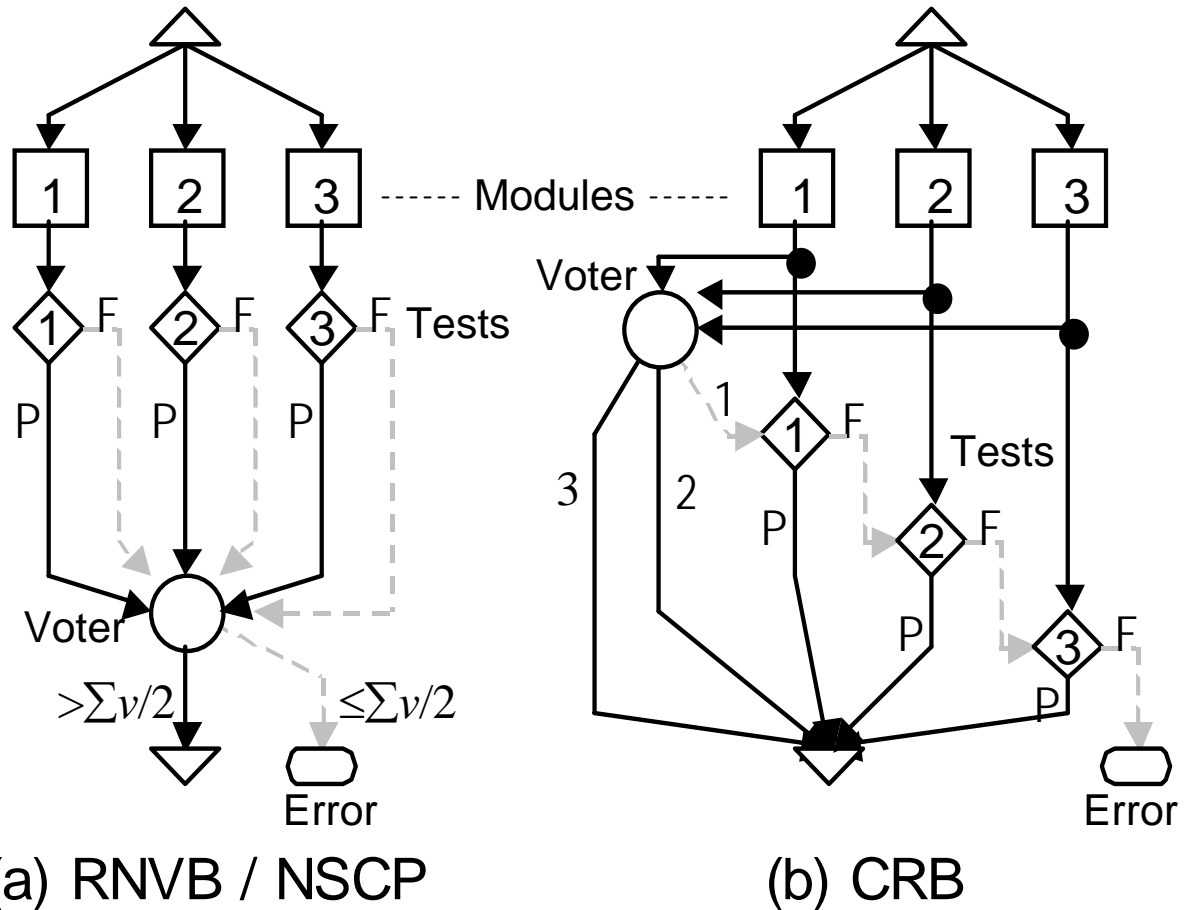 1 2 3 ------ Modules ------ 1 2 3
Voter
1 F 2 F 3 F Tests
1
P P P 1 F
Tests
3 2
P 2 F
Voter P 3 F
>∑v/2 ≤∑v/2 P
Error Error
a) RNVB / NSCP (b) CRB